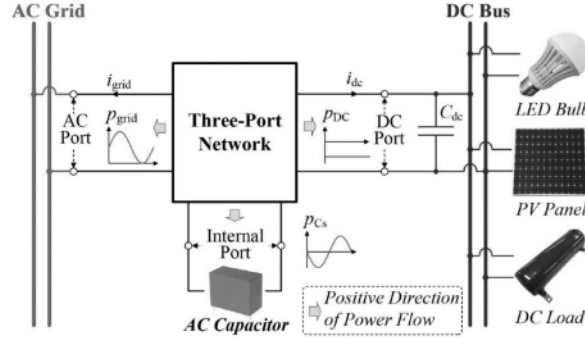 AC Grid
DC Bus
i_grid
i_dc
p_grid
AC
Port
Three-Port
Network
p_DC
DC
Port
C_dc
LED Bulb
PV Panel
Internal
Port
p_Cs
AC Capacitor
Positive Direction
of Power Flow
DC Load